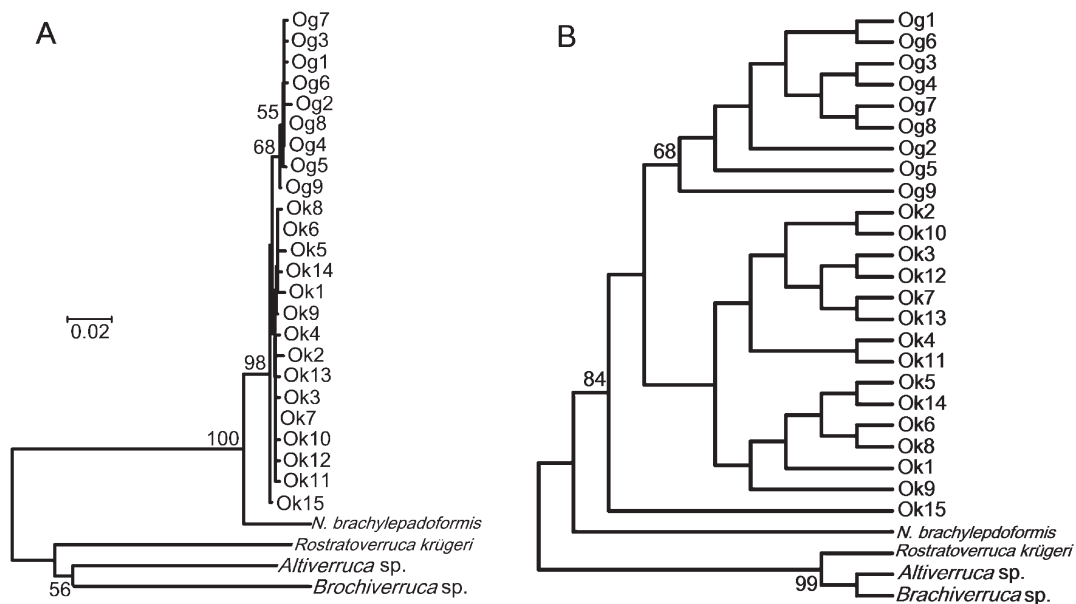 A
Og7
Og3
Og1
Og6
Og2
55
Og8
68
Og4
Og5
Og9
Ok8
Ok6
Ok5
Ok14
Ok1
Ok9
0.02
Ok4
Ok2
98
Ok13
Ok3
Ok7
100
Ok10
Ok12
Ok11
Ok15
N. brachylepadoformis
Rostratoverruca krügeri
Altiverruca sp.
56
Brochiverruca sp.
B
Og1
Og6
Og3
Og4
Og7
Og8
68
Og2
Og5
Og9
Ok2
Ok10
Ok3
Ok12
Ok7
Ok13
Ok4
Ok11
84
Ok5
Ok14
Ok6
Ok8
Ok1
Ok9
Ok15
N. brachylepdoformis
Rostratoverruca krügeri
99
Altiverruca sp.
Brachiverruca sp.